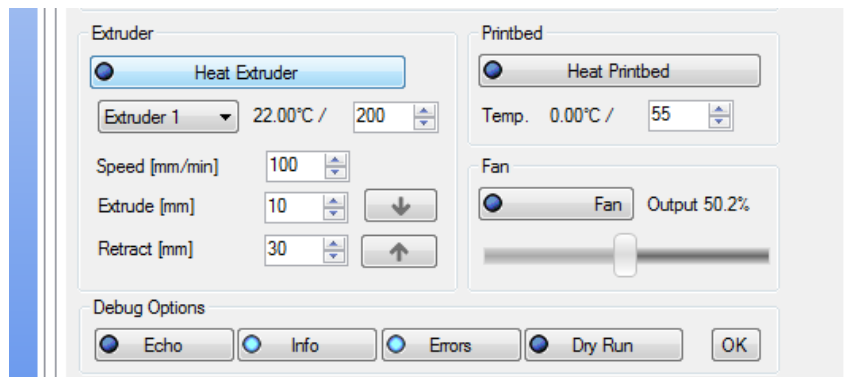 Extruder
Heat Extruder
Extruder 1 22.00°C / 200
Speed [mm/min] 100
Extrude [mm] 10
Retract [mm] 30
Printbed
Heat Printbed
Temp. 0.00°C / 55
Fan
Fan Output 50.2%
Debug Options
Echo Info Errors Dry Run OK